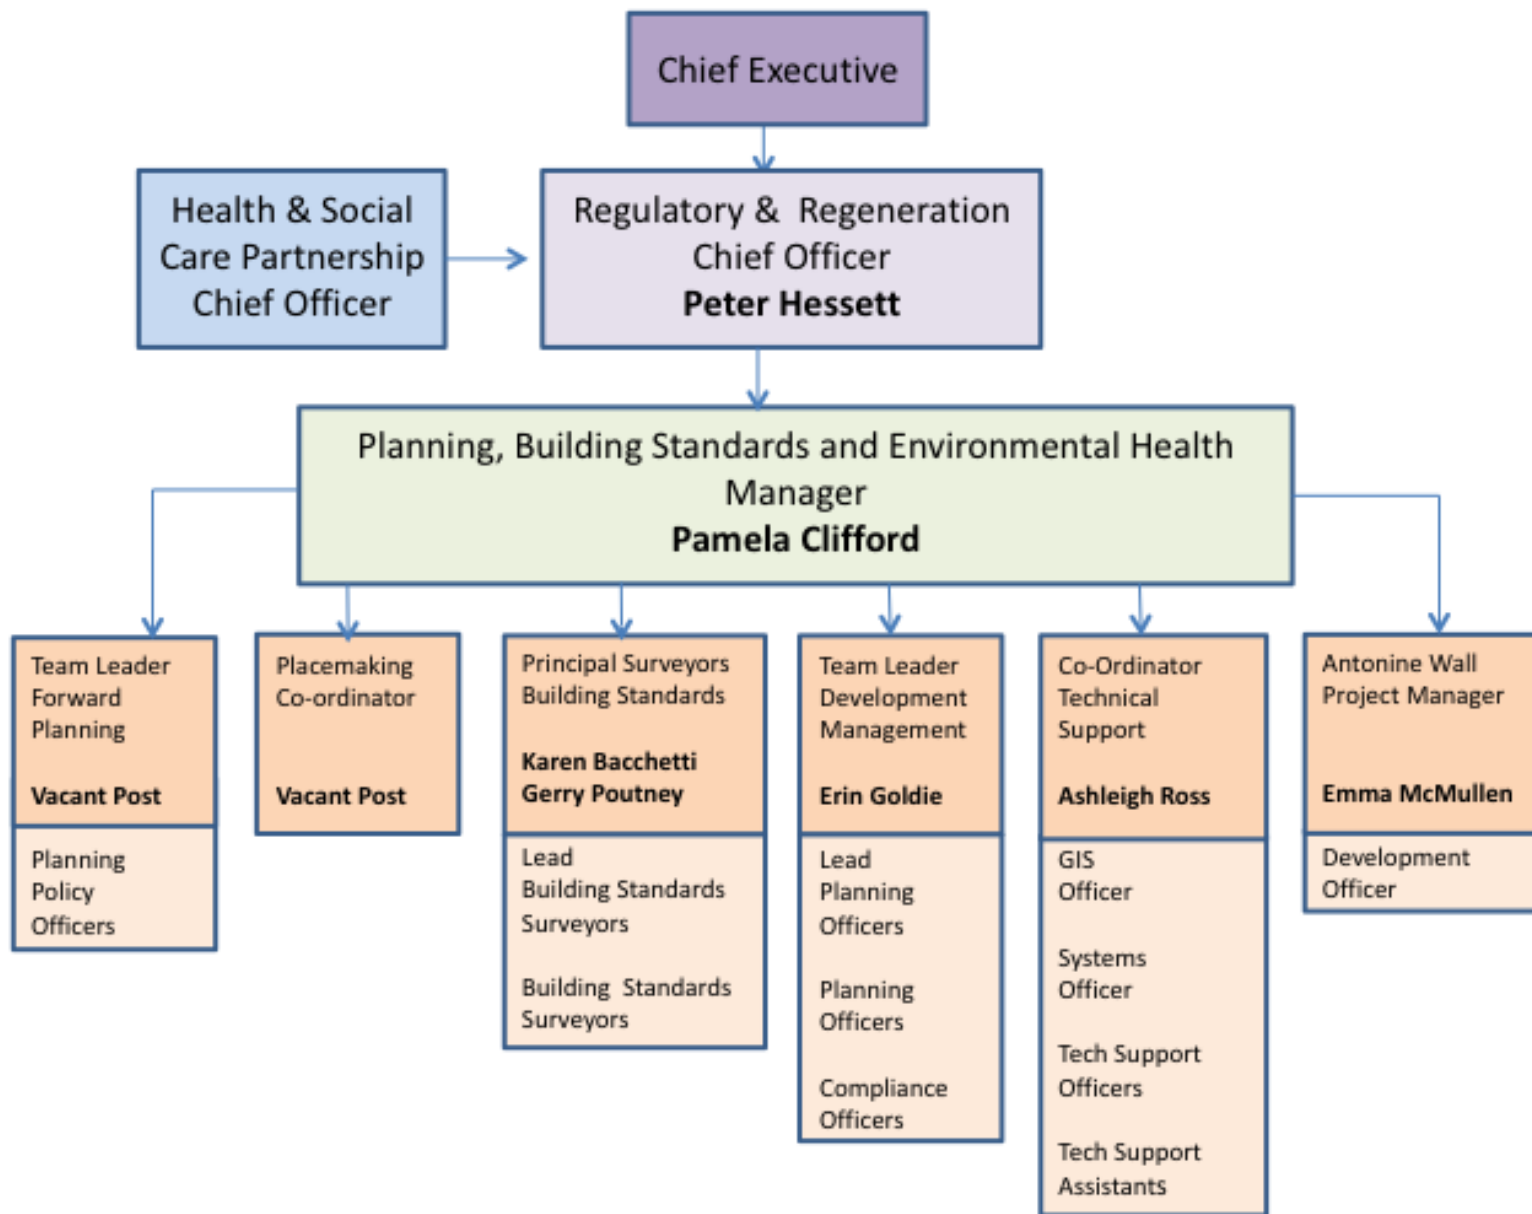 Chief Executive
Health & Social
Care Partnership
Chief Officer
Regulatory &  Regeneration
Chief Officer
Peter Hessett
Planning, Building Standards and Environmental Health
Manager
Pamela Clifford
Team Leader
Forward
Planning
Vacant Post
Planning
Policy
Officers
Placemaking
Co-ordinator
Vacant Post
Principal Surveyors
Building Standards
Karen Bacchetti
Gerry Poutney
Lead
Building Standards
Surveyors
Building  Standards
Surveyors
Team Leader
Development
Management
Erin Goldie
Lead
Planning
Officers
Planning
Officers
Compliance
Officers
Co-Ordinator
Technical
Support
Ashleigh Ross
GIS
Officer
Systems
Officer
Tech Support
Officers
Tech Support
Assistants
Antonine Wall
Project Manager
Emma McMullen
Development
Officer